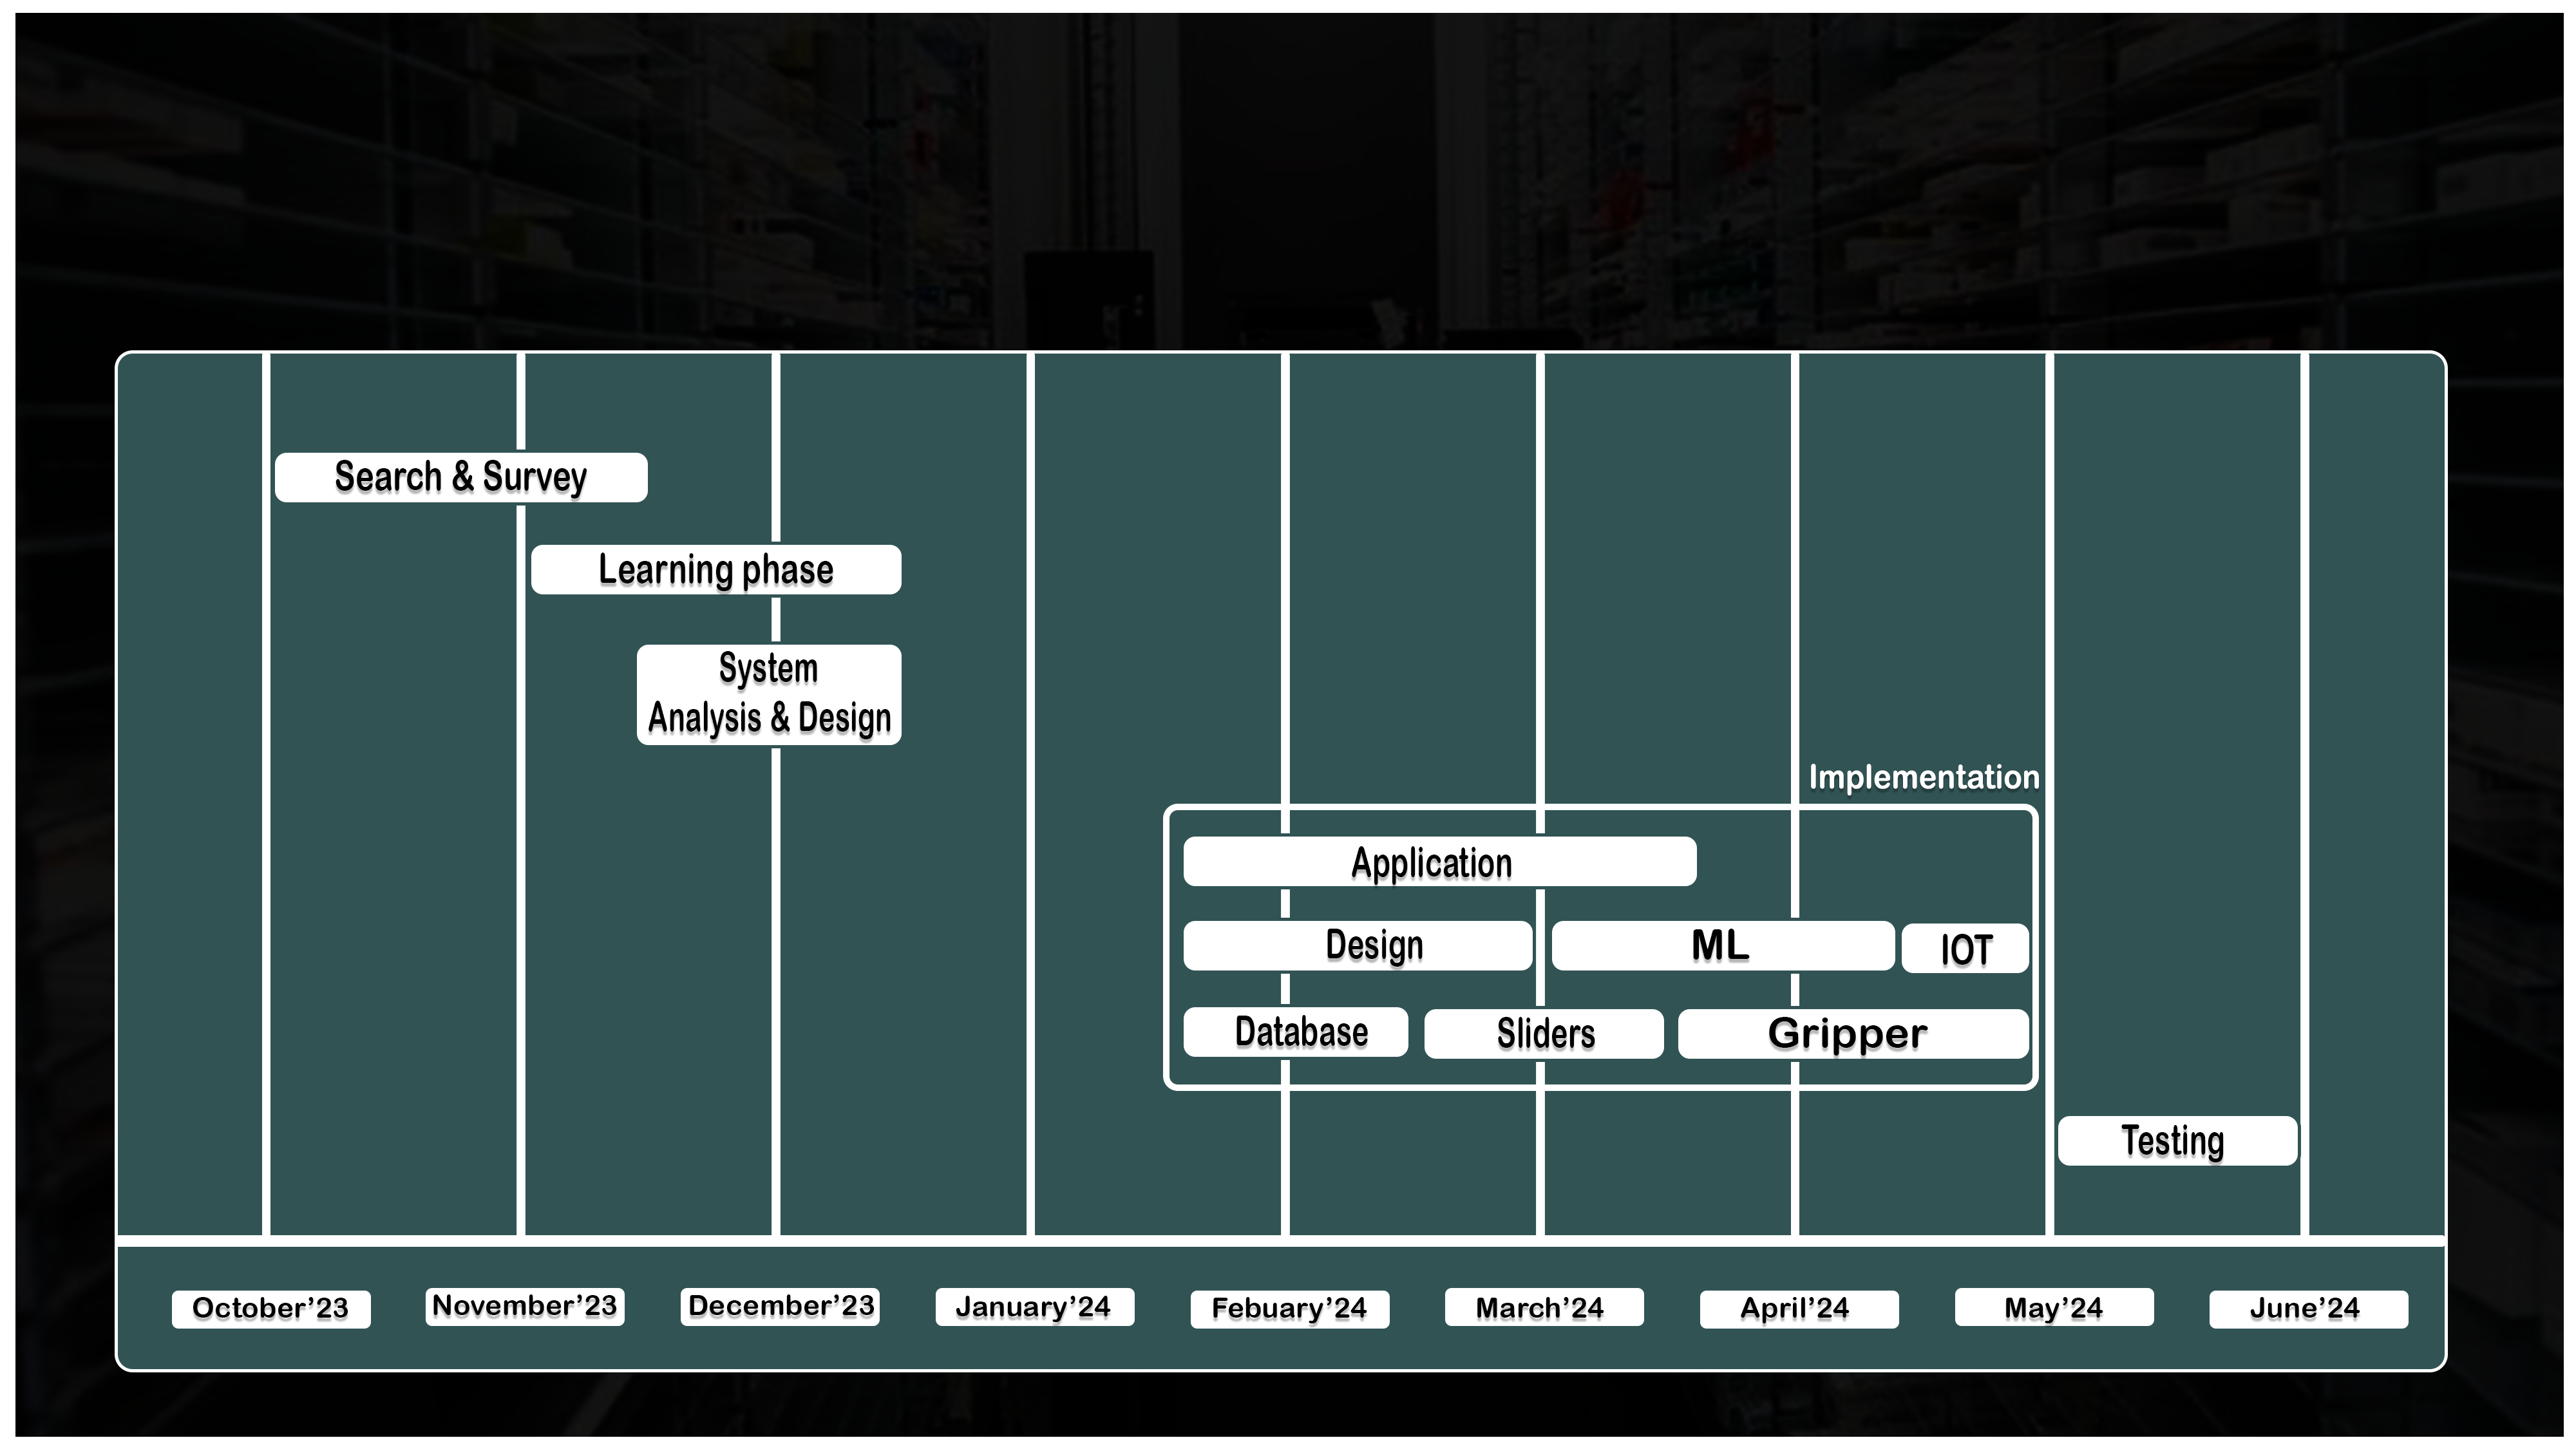 Search & Survey
Learning phase
System
Analysis & Design
Implementation
Application
Design
ML
IOT
Database
Sliders
Gripper
Testing
October’23
November’23
December’23
January’24
Febuary’24
March’24
April’24
May’24
June’24